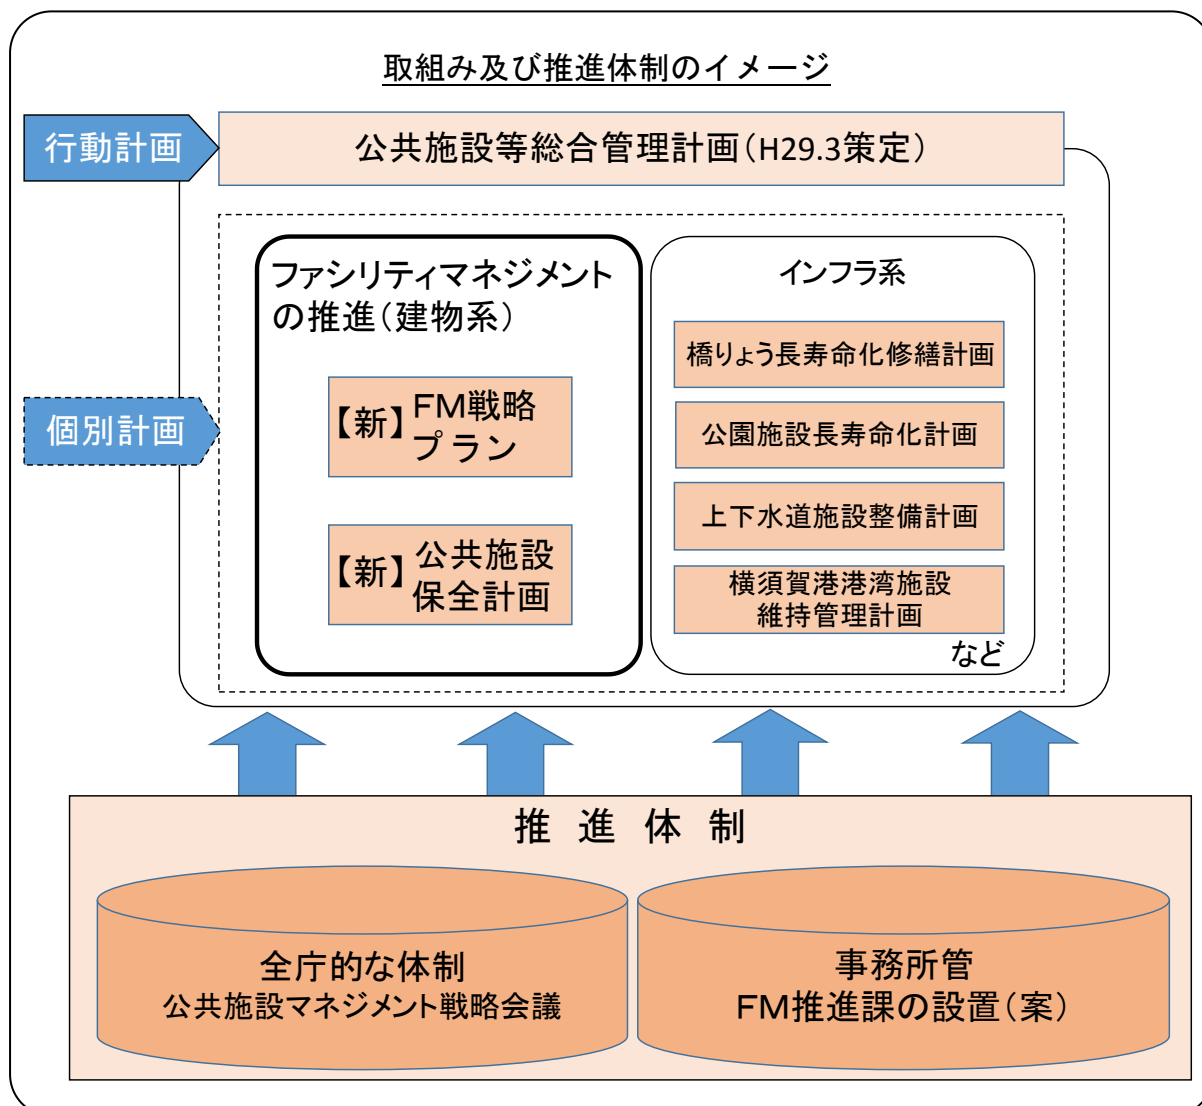 取組み及び推進体制のイメージ
行動計画
公共施設等総合管理計画(H29.3策定)
ファシリティマネジメント
の推進(建物系)
【新】FM戦略
プラン
【新】公共施設
保全計画
インフラ系
橋りょう長寿命化修繕計画
公園施設長寿命化計画
上下水道施設整備計画
横須賀港港湾施設
維持管理計画
など
個別計画
推進体制
全庁的な体制
公共施設マネジメント戦略会議
事務所管
FM推進課の設置(案)